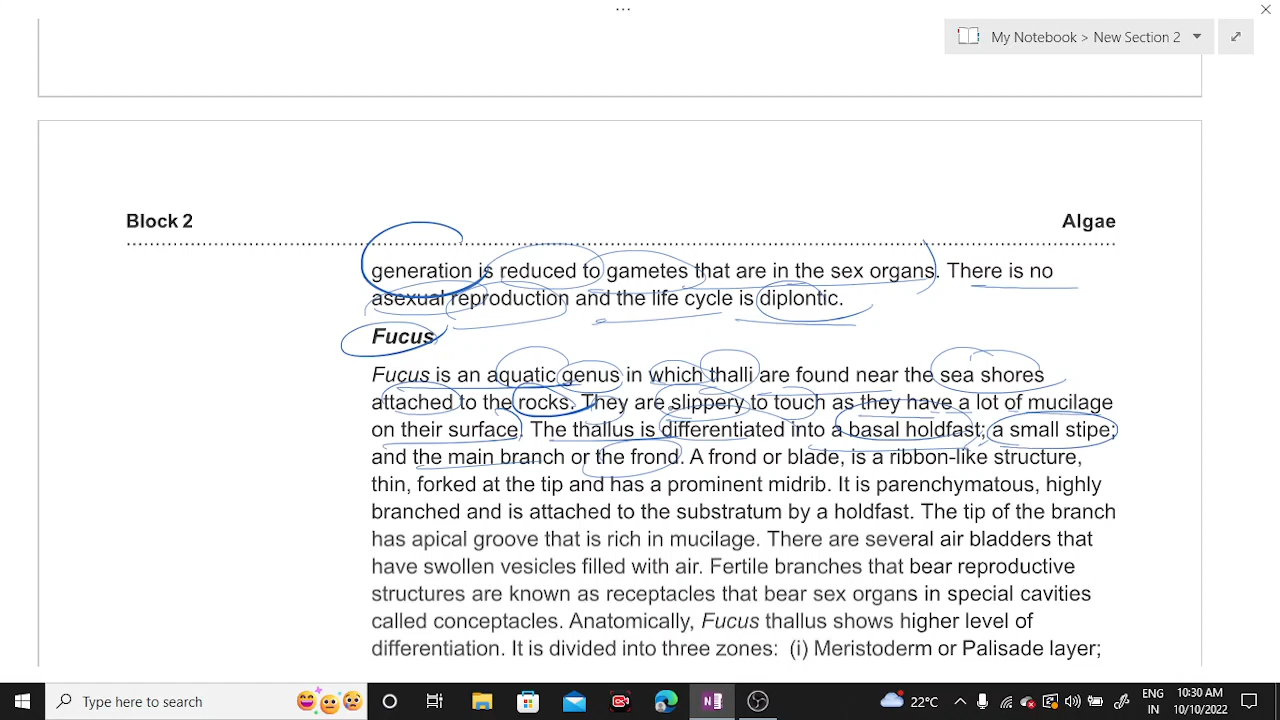 ...
My Notebook > New Section 2
Block 2 Algae
generation is reduced to gametes that are in the sex organs. There is no
asexual reproduction and the life cycle is diplontic.
Fucus
Fucus is an aquatic genus in which thalli are found near the sea shores
attached to the rocks. They are slippery to touch as they have a lot of mucilage
on their surface. The thallus is differentiated into a basal holdfast; a small stipe;
and the main branch or the frond. A frond or blade, is a ribbon-like structure,
thin, forked at the tip and has a prominent midrib. It is parenchymatous, highly
branched and is attached to the substratum by a holdfast. The tip of the branch
has apical groove that is rich in mucilage. There are several air bladders that
have swollen vesicles filled with air. Fertile branches that bear reproductive
structures are known as receptacles that bear sex organs in special cavities
called conceptacles. Anatomically, Fucus thallus shows higher level of
differentiation. It is divided into three zones: (i) Meristoderm or Palisade layer;
Type here to search
22°C
ENG
IN
10:30 AM
10/10/2022